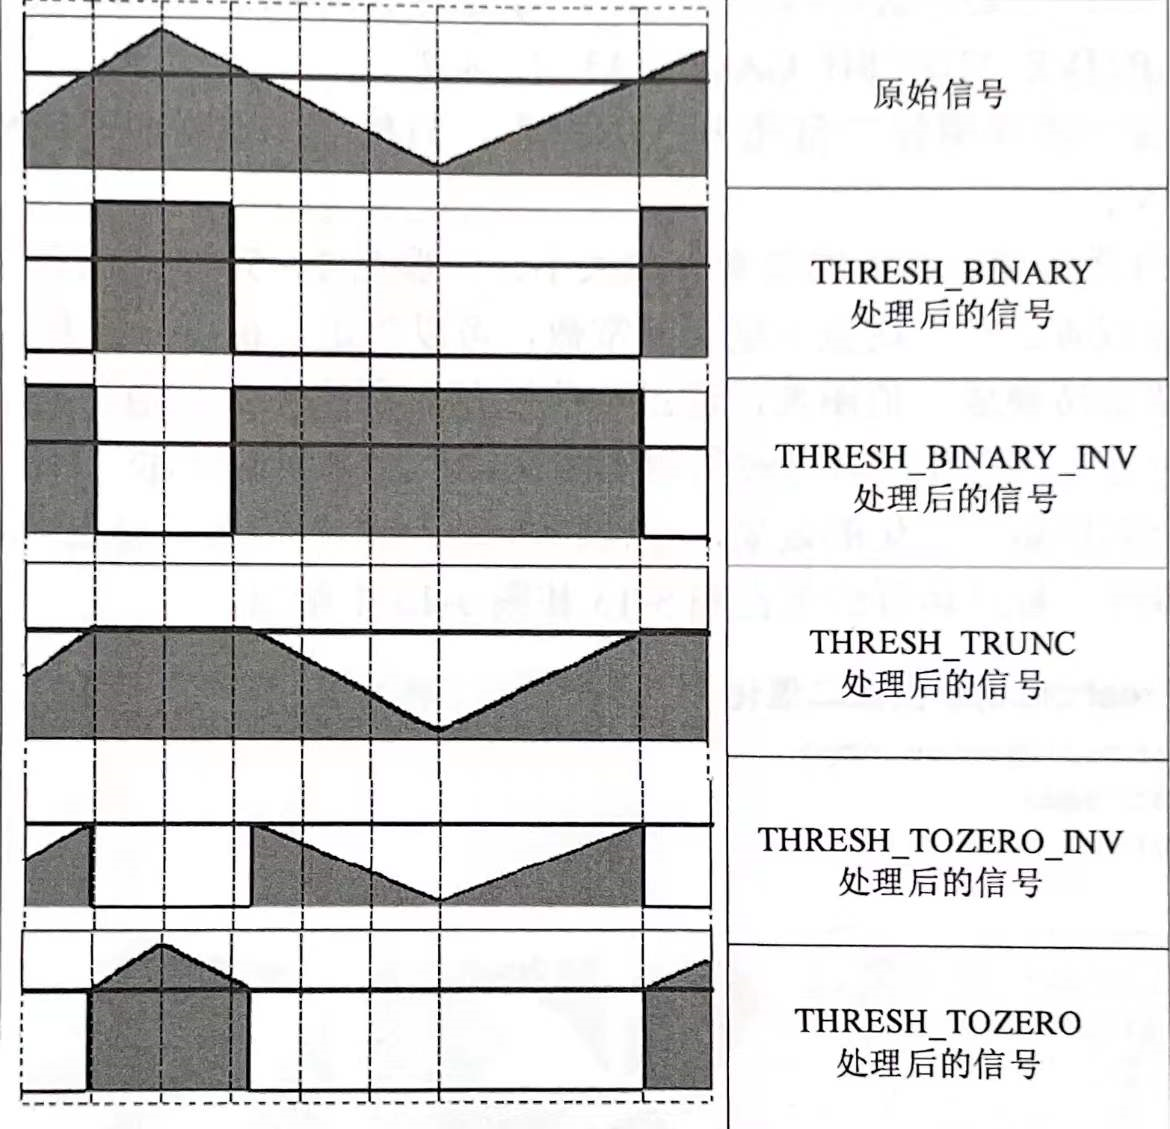 原始信号
THRESH_BINARY
处理后的信号
THRESH_BINARY_INV
处理后的信号
THRESH_TRUNC
处理后的信号
THRESH_TOZERO_INV
处理后的信号
THRESH_TOZERO
处理后的信号